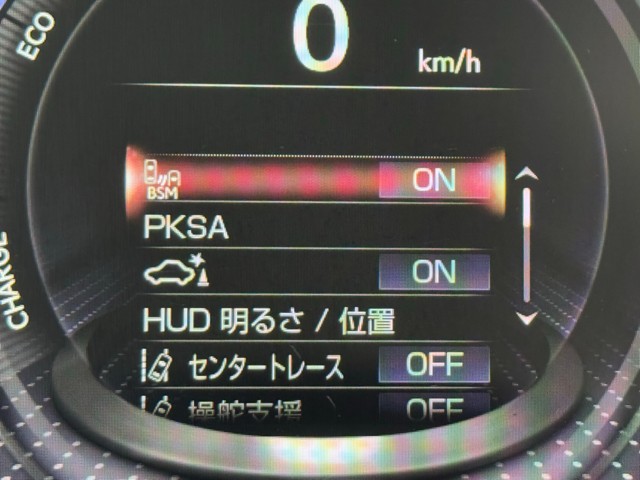 ECO
0
km/h
BSM ON
PKSA
ON
HUD 明るさ / 位置
センタートレース OFF
操舵支援 OFF
CHARGE